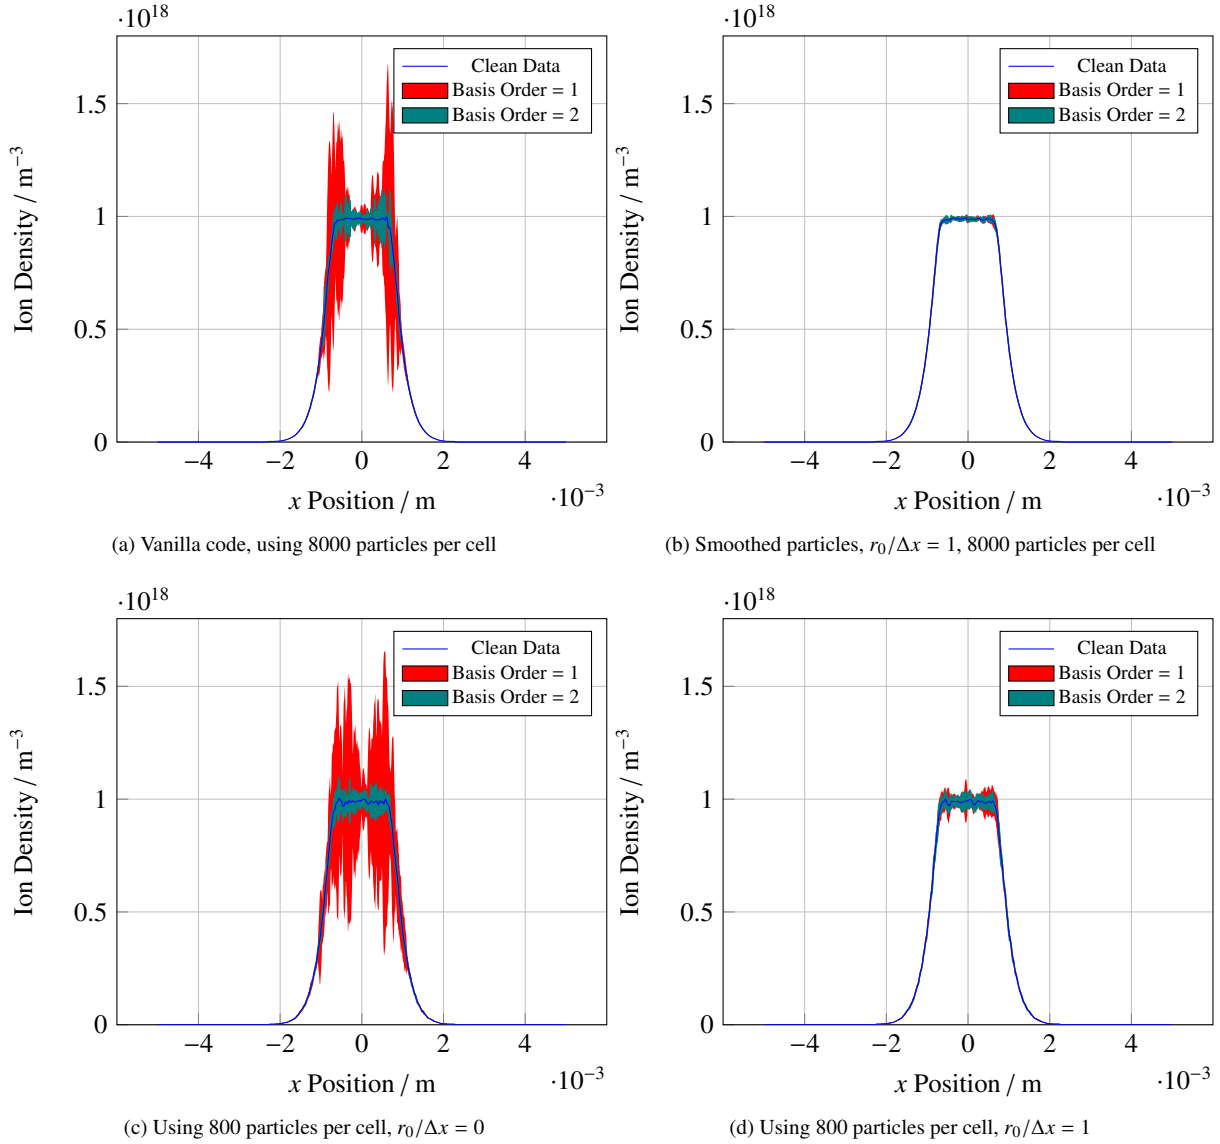 ·10^18
Clean Data
Basis Order = 1
Basis Order = 2
1.5
1
0.5
0
Ion Density / m^−3
−4 −2 0 2 4
·10^−3
x Position / m
(a) Vanilla code, using 8000 particles per cell
·10^18
Clean Data
Basis Order = 1
Basis Order = 2
1.5
1
0.5
0
Ion Density / m^−3
−4 −2 0 2 4
·10^−3
x Position / m
(b) Smoothed particles, r_0/Δx = 1, 8000 particles per cell
·10^18
Clean Data
Basis Order = 1
Basis Order = 2
1.5
1
0.5
0
Ion Density / m^−3
−4 −2 0 2 4
·10^−3
x Position / m
(c) Using 800 particles per cell, r_0/Δx = 0
·10^18
Clean Data
Basis Order = 1
Basis Order = 2
1.5
1
0.5
0
Ion Density / m^−3
−4 −2 0 2 4
·10^−3
x Position / m
(d) Using 800 particles per cell, r_0/Δx = 1